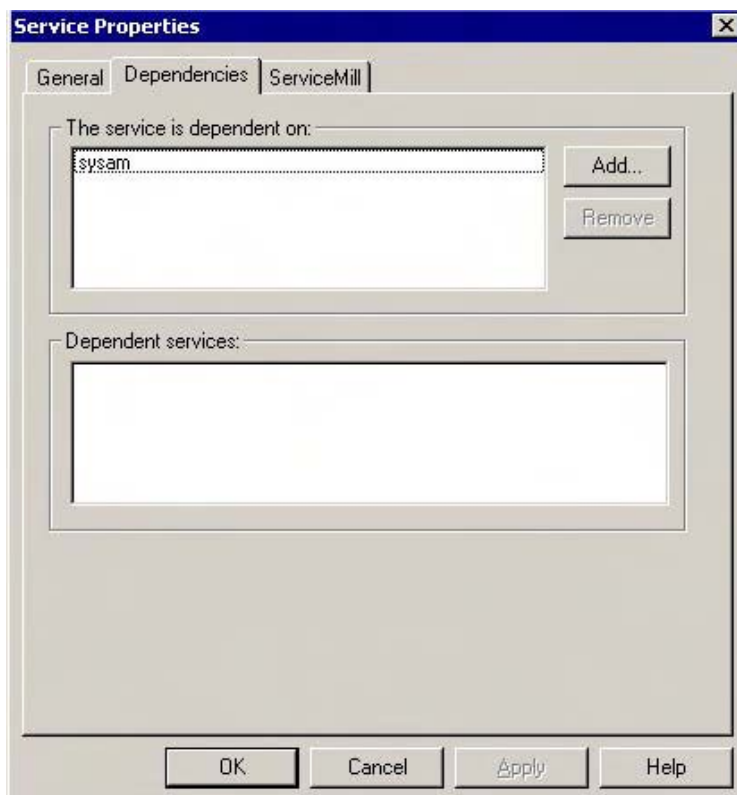 Service Properties
General Dependencies ServiceMill
The service is dependent on:
sysam
Add...
Remove
Dependent services:
OK Cancel Apply Help